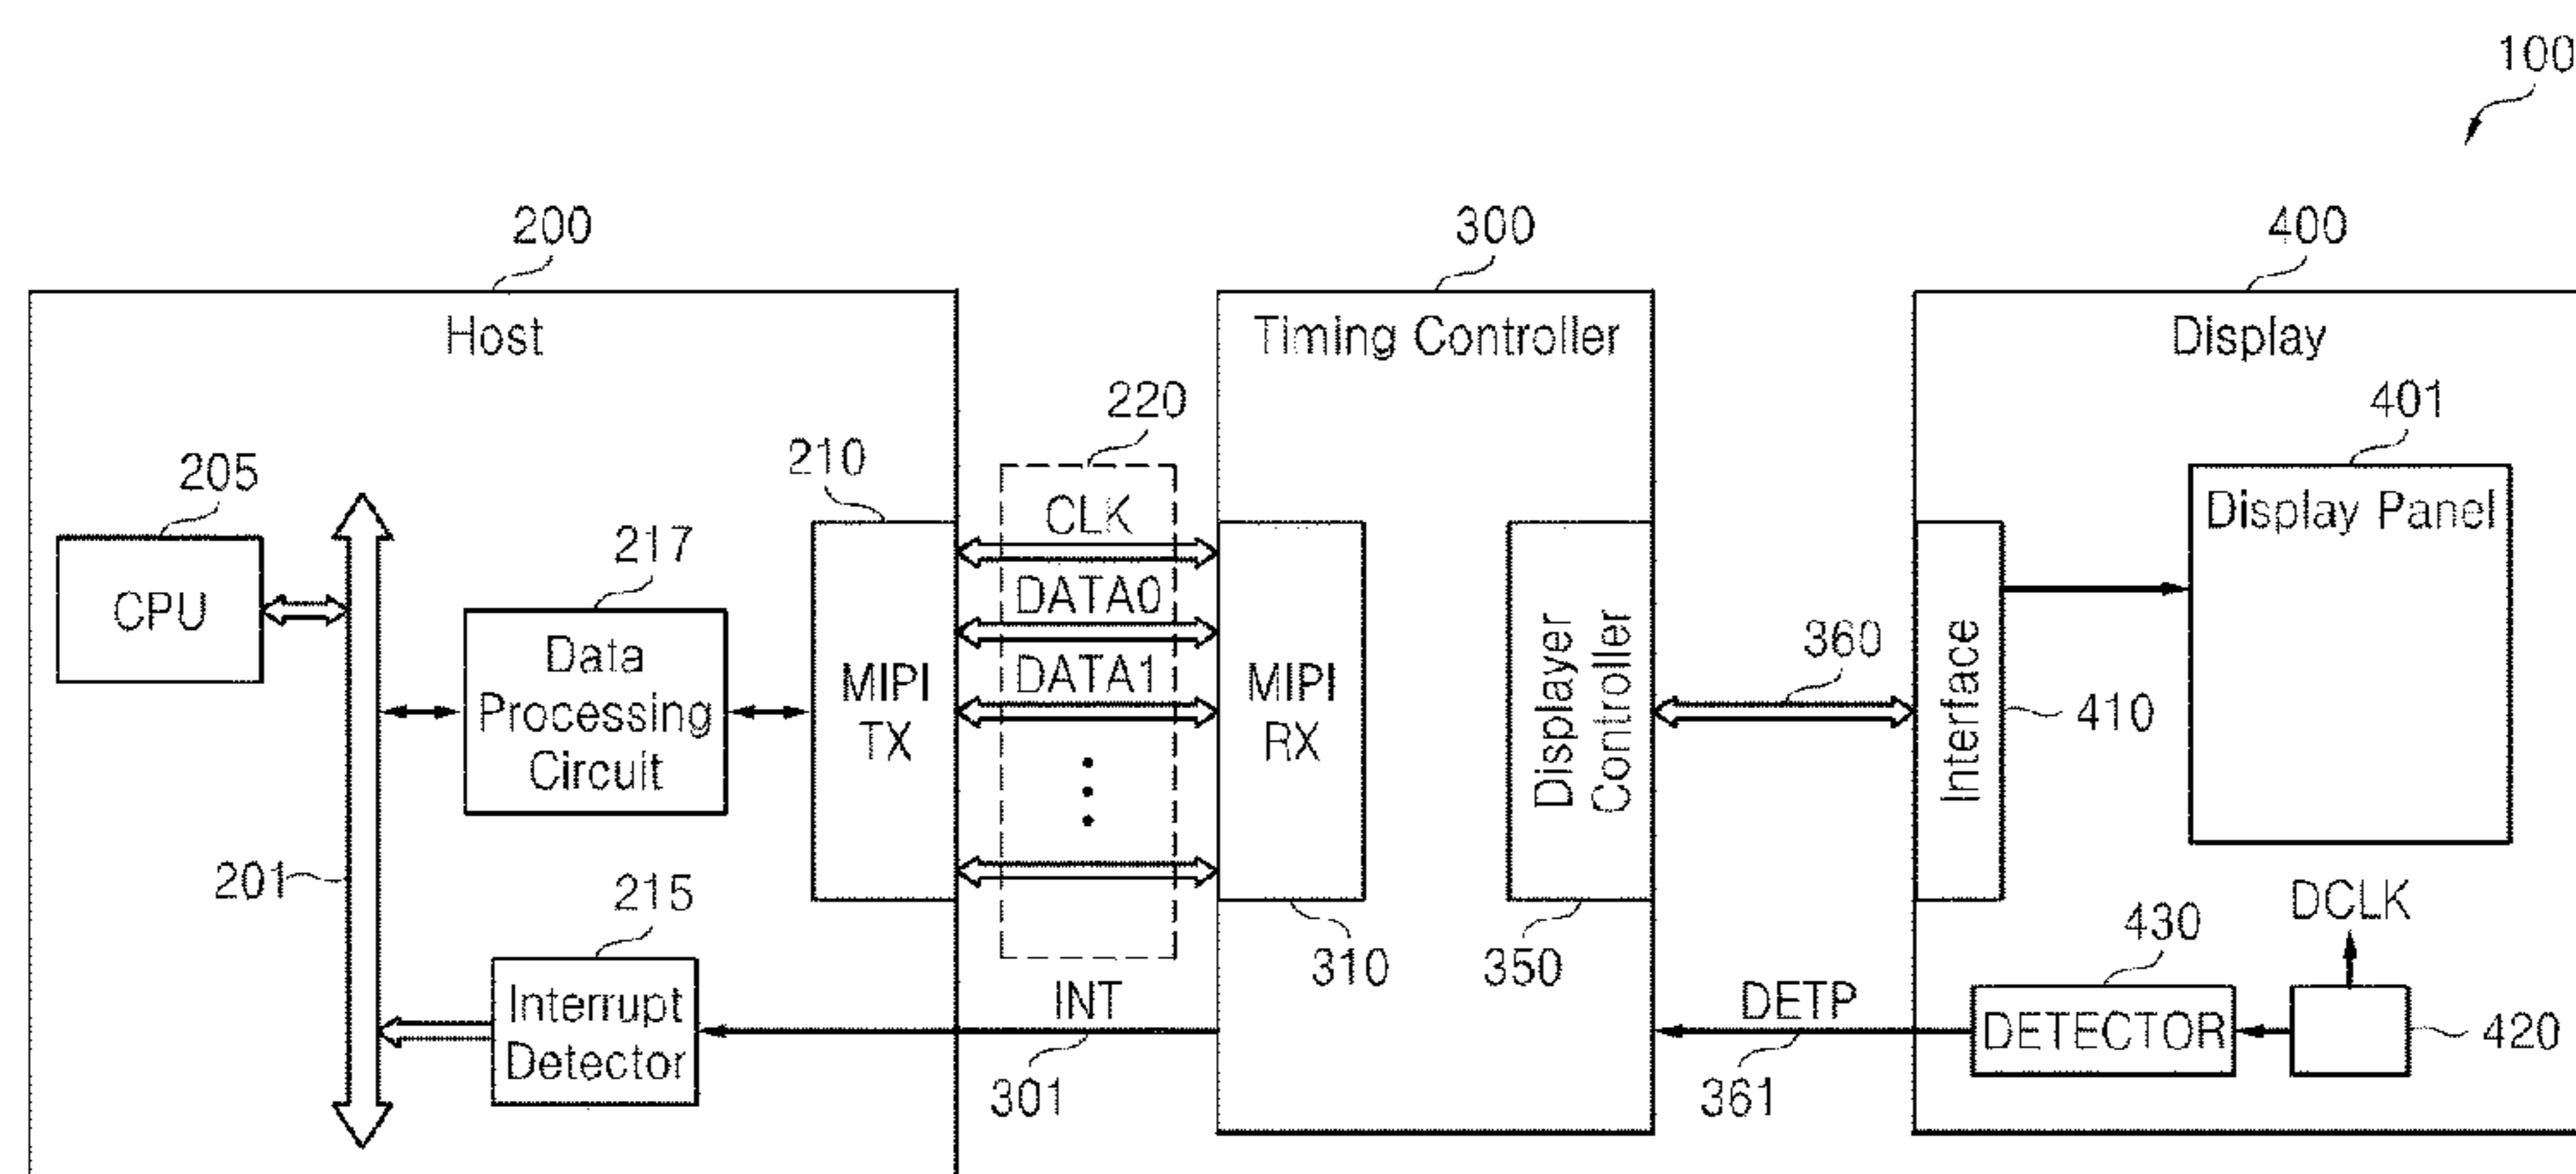 100
200
300
400
Host
Timing Controller
Display
220
401
210
205
CLK
Display Panel
217
CPU
DATA0
Data
Processing
Circuit
MIPI
TX
DATA1
MIPI
RX
Displayer
Controller
360
Interface
410
201
215
DCLK
430
310
350
Interrupt
Detector
INT
DETP
DETECTOR
420
301
361